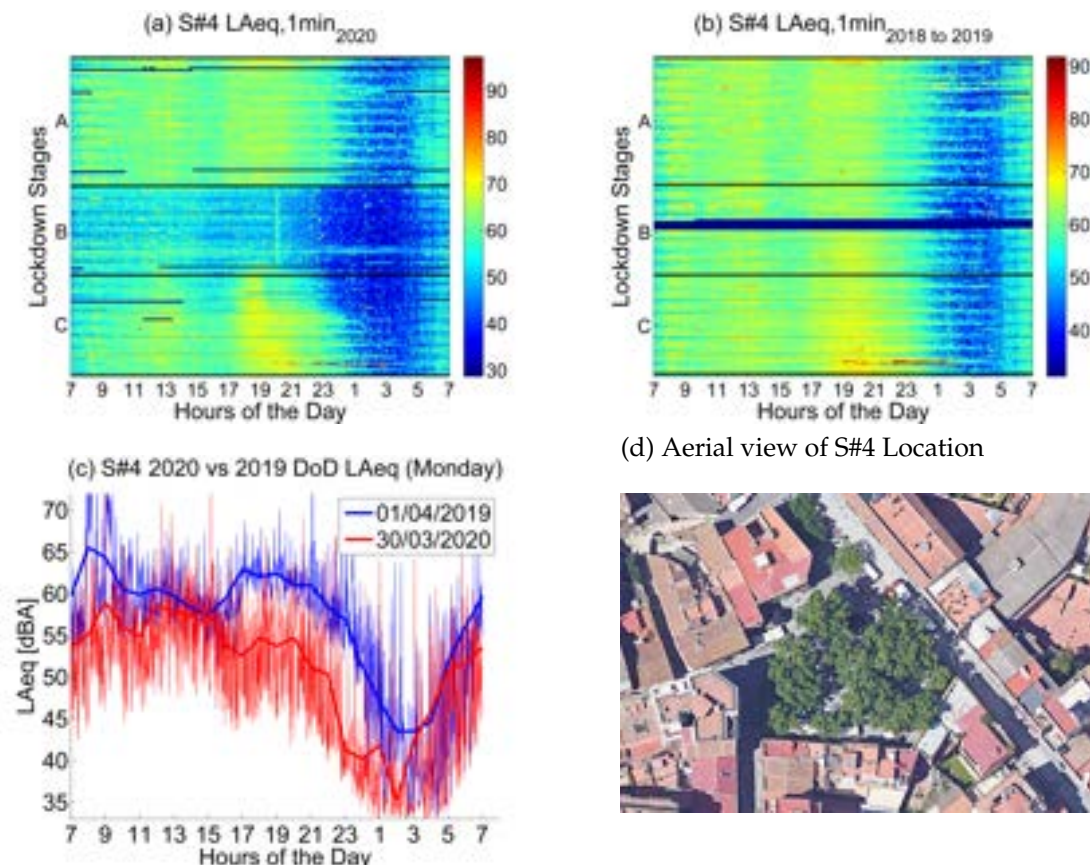 (a) S#4 LAeq,1min2020
Lockdown Stages
A
B
C
90
80
70
60
50
40
30
7 9 11 13 15 17 19 21 23 1 3 5 7
Hours of the Day
(b) S#4 LAeq,1min2018 to 2019
Lockdown Stages
A
B
C
90
80
70
60
50
40
7 9 11 13 15 17 19 21 23 1 3 5 7
Hours of the Day
(c) S#4 2020 vs 2019 DoD LAeq (Monday)
LAeq [dBA]
70
65
60
55
50
45
40
35
01/04/2019
30/03/2020
7 9 11 13 15 17 19 21 23 1 3 5 7
Hours of the Day
(d) Aerial view of S#4 Location